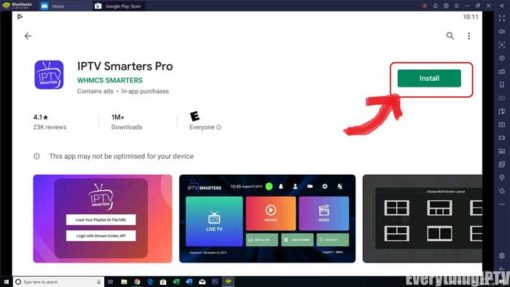 BlueStacks
Home
Google Play Store
10:11
IPTV Smarters Pro
WHMCS SMARTERS
Contains ads • In-app purchases
Install
4.1★
23K reviews
1M+
Downloads
E
Everyone
This app may not be optimised for your device
IPTV
Load Your Playlist Or File/URL
Login with Xtream Codes API
IPTV SMARTERS
LIVE TV
MOVIES
SERIES
Choose Multi-Screen Layout
EverythingIPTV